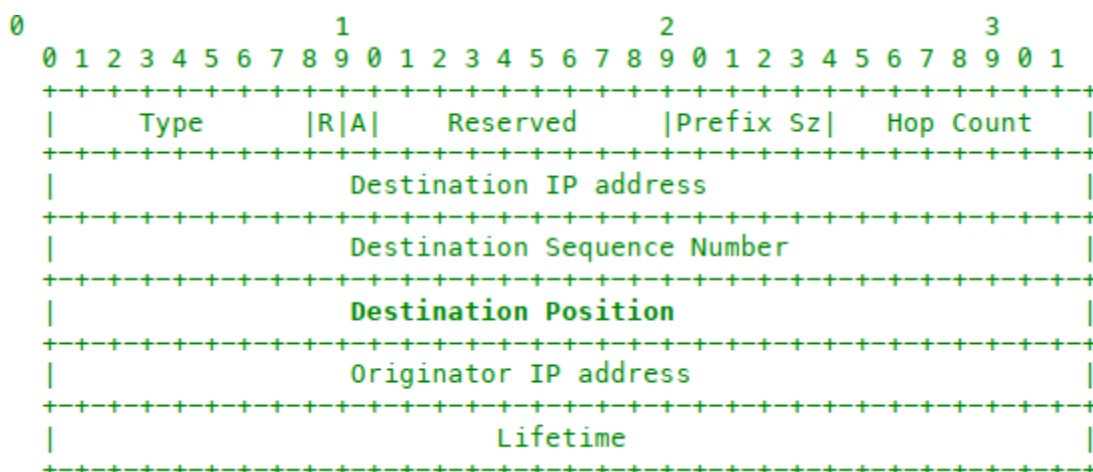 0                   1                   2                   3
  0 1 2 3 4 5 6 7 8 9 0 1 2 3 4 5 6 7 8 9 0 1 2 3 4 5 6 7 8 9 0 1
  +-+-+-+-+-+-+-+-+-+-+-+-+-+-+-+-+-+-+-+-+-+-+-+-+-+-+-+-+-+-+-+-+
  |     Type      |R|A|    Reserved     |Prefix Sz|   Hop Count   |
  +-+-+-+-+-+-+-+-+-+-+-+-+-+-+-+-+-+-+-+-+-+-+-+-+-+-+-+-+-+-+-+-+
  |                  Destination IP address                       |
  +-+-+-+-+-+-+-+-+-+-+-+-+-+-+-+-+-+-+-+-+-+-+-+-+-+-+-+-+-+-+-+-+
  |                  Destination Sequence Number                  |
  +-+-+-+-+-+-+-+-+-+-+-+-+-+-+-+-+-+-+-+-+-+-+-+-+-+-+-+-+-+-+-+-+
  |                  Destination Position                         |
  +-+-+-+-+-+-+-+-+-+-+-+-+-+-+-+-+-+-+-+-+-+-+-+-+-+-+-+-+-+-+-+-+
  |                  Originator IP address                        |
  +-+-+-+-+-+-+-+-+-+-+-+-+-+-+-+-+-+-+-+-+-+-+-+-+-+-+-+-+-+-+-+-+
  |                           Lifetime                            |
  +-+-+-+-+-+-+-+-+-+-+-+-+-+-+-+-+-+-+-+-+-+-+-+-+-+-+-+-+-+-+-+-+